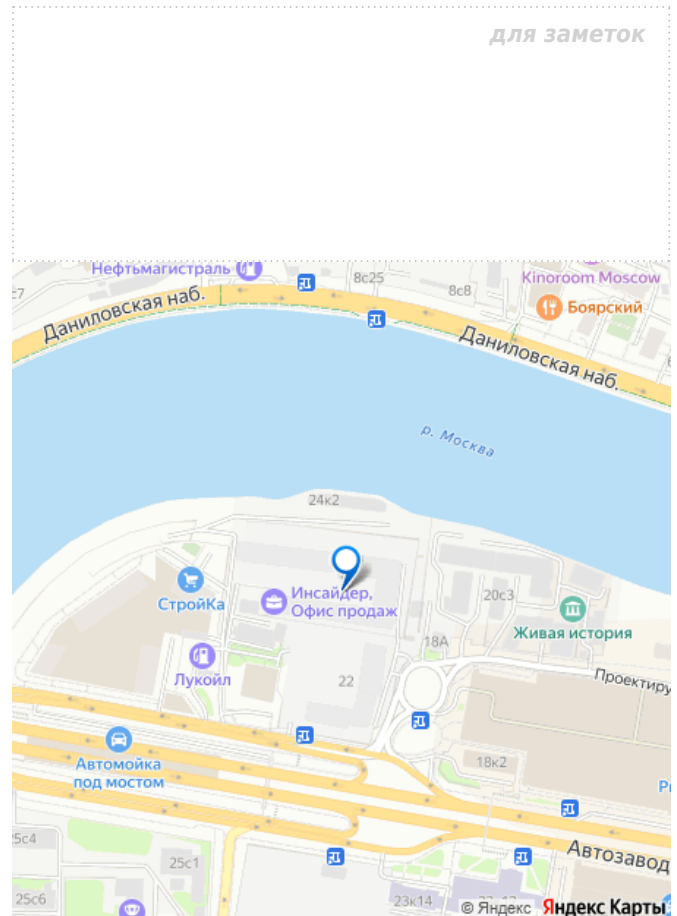 для заметок
Нефтьмагистраль
8с25
8с8
Kinoroom Moscow
Боярский
Даниловская наб.
Даниловская наб.
р. Москва
24к2
СтройКа
Инсайдер,
Офис продаж
20с3
Живая история
18А
Лукойл
22
Проектиру
Автомойка
под мостом
18к2
25с4
25с1
Автозавод
25с6
23к14
© Яндекс Яндекс Карты